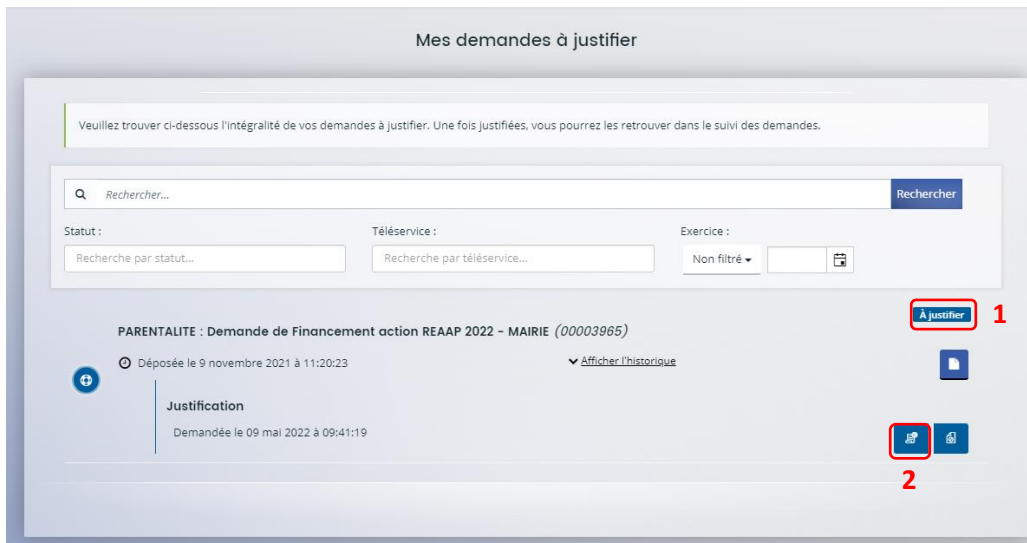 Mes demandes à justifier
Veuillez trouver ci-dessous l'intégralité de vos demandes à justifier. Une fois justifiées, vous pourrez les retrouver dans le suivi des demandes.
Rechercher... Rechercher
Statut : Téléservice : Exercice :
Recherche par statut... Recherche par téléservice... Non filtré
À justifier 1
PARENTALITE : Demande de Financement action REAAP 2022 - MAIRIE (00003965)
Déposée le 9 novembre 2021 à 11:20:23 Afficher l'historique
Justification
Demandée le 09 mai 2022 à 09:41:19
2